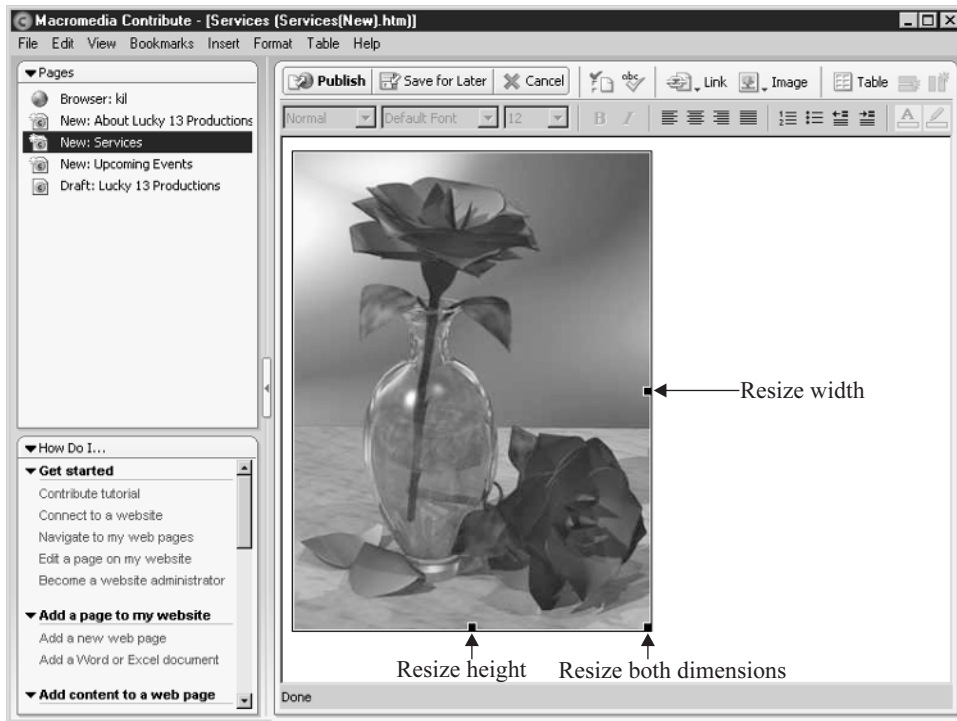 Macromedia Contribute - [Services (Services(New).htm)]
File Edit View Bookmarks Insert Format Table Help
Pages
Browser: kil
New: About Lucky 13 Productions
New: Services
New: Upcoming Events
Draft: Lucky 13 Productions
How Do I...
Get started
Contribute tutorial
Connect to a website
Navigate to my web pages
Edit a page on my website
Become a website administrator
Add a page to my website
Add a new web page
Add a Word or Excel document
Add content to a web page
Publish Save for Later Cancel abc Link Image Table
Normal Default Font 12 B I A
Resize width
Resize height Resize both dimensions
Done